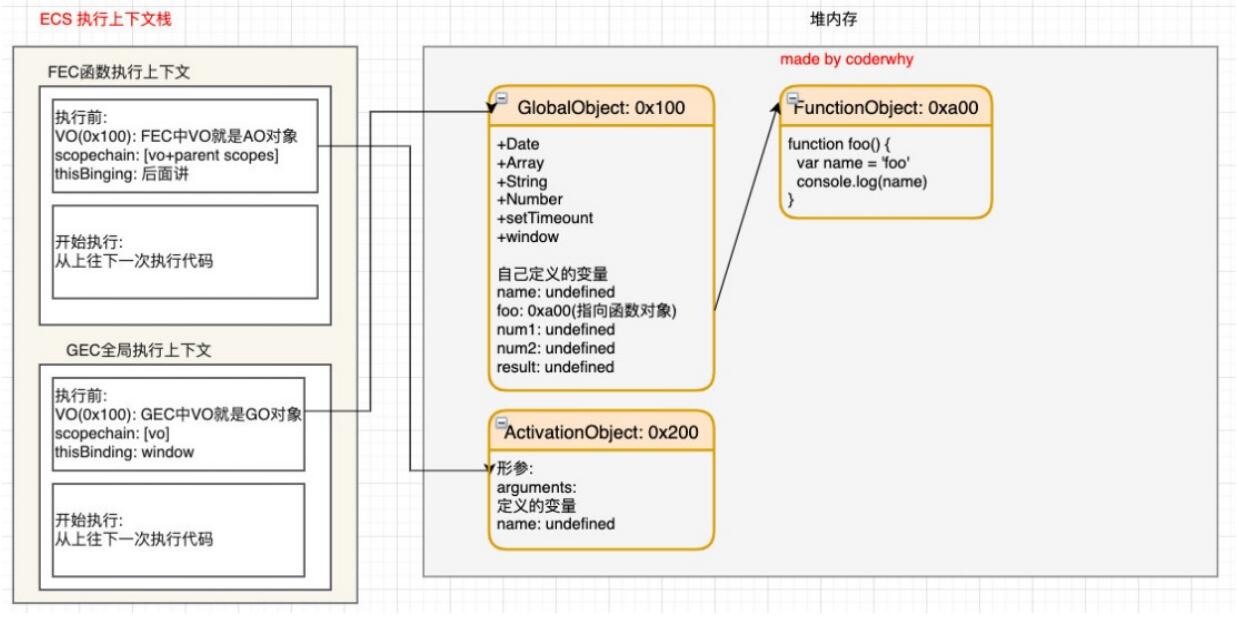 ECS 执行上下文栈
FEC函数执行上下文
执行前:
VO(0x100): FEC中VO就是AO对象
scopechain: [vo+parent scopes]
thisBinging: 后面讲
开始执行:
从上往下一次执行代码
GEC全局执行上下文
执行前:
VO(0x100): GEC中VO就是GO对象
scopechain: [vo]
thisBinding: window
开始执行:
从上往下一次执行代码
堆内存
made by coderwhy
GlobalObject: 0x100
+Date
+Array
+String
+Number
+setTimeount
+window
自己定义的变量
name: undefined
foo: 0xa00(指向函数对象)
num1: undefined
num2: undefined
result: undefined
FunctionObject: 0xa00
function foo() {
var name = 'foo'
console.log(name)
}
ActivationObject: 0x200
形参:
arguments:
定义的变量
name: undefined